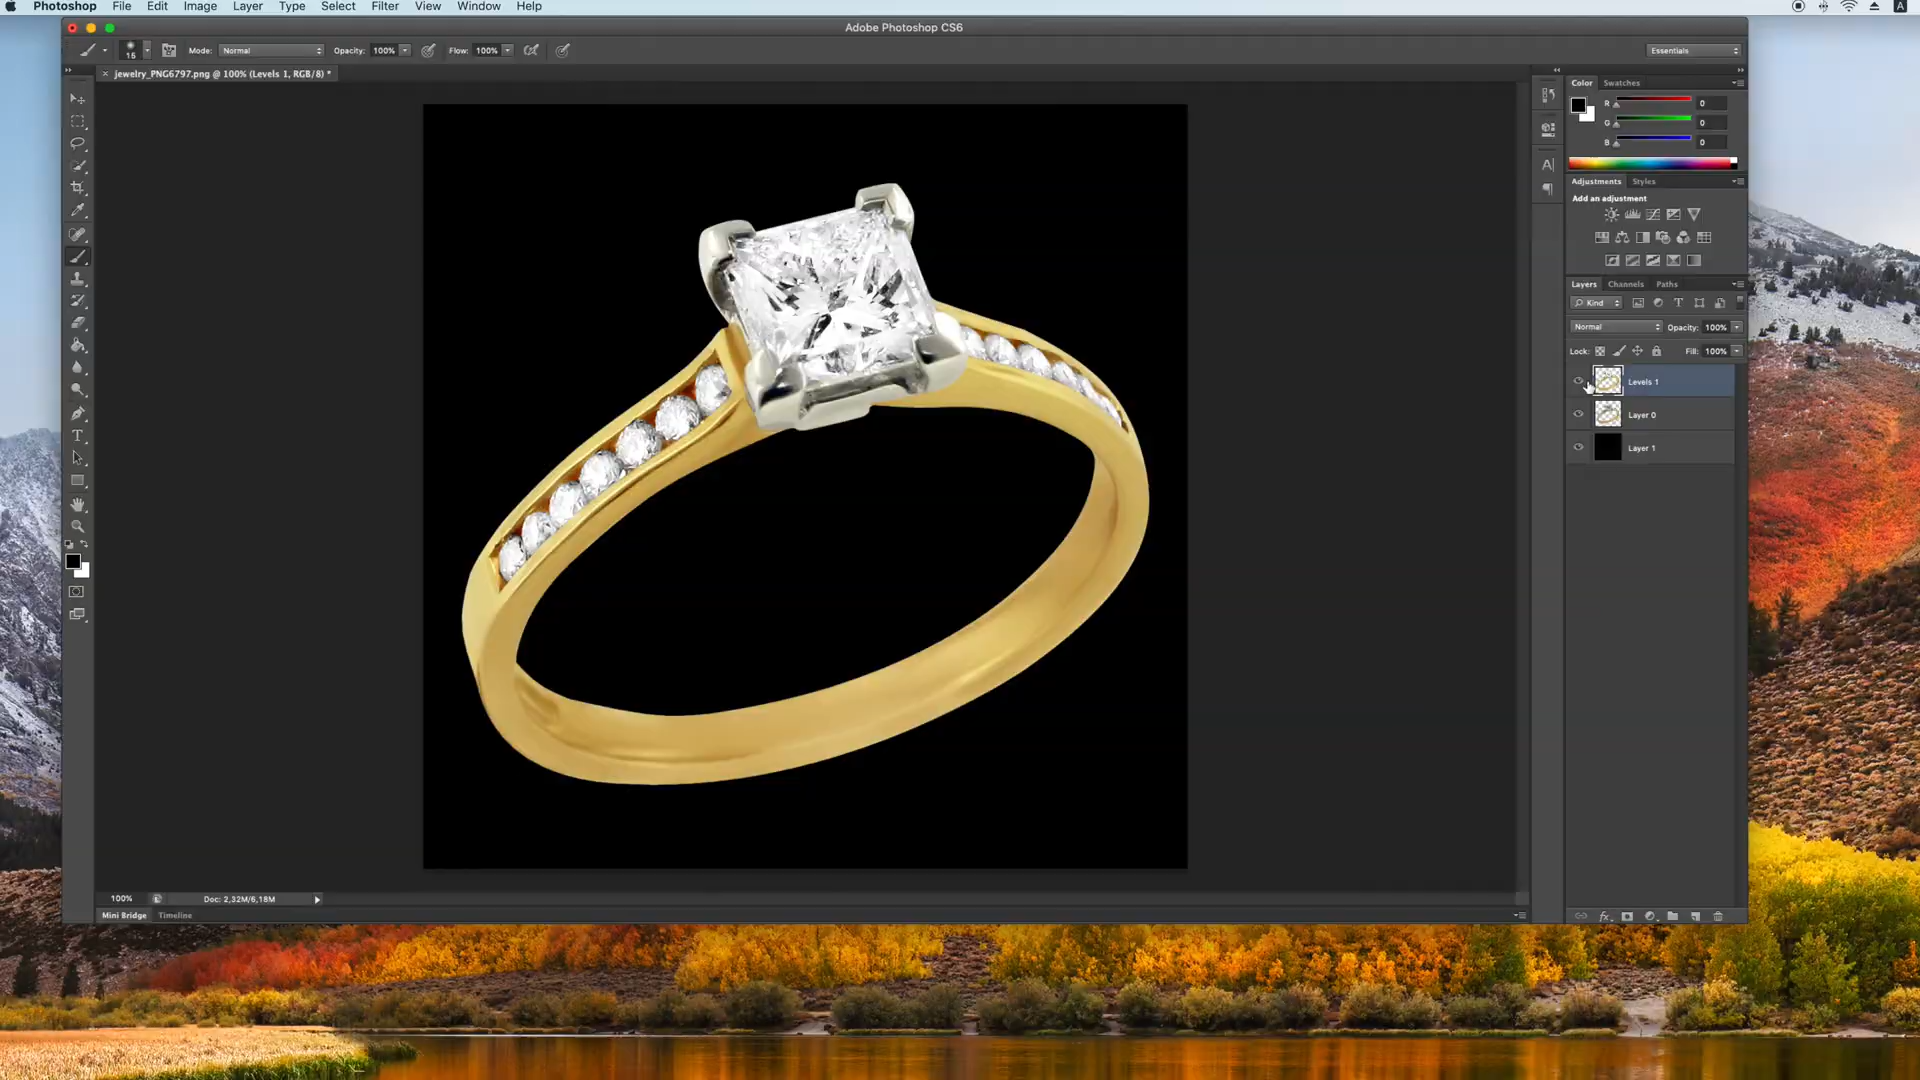 Photoshop File Edit Image Layer Type Select Filter View Window Help A
Adobe Photoshop CS6
15 Mode: Normal Opacity: 100% Flow: 100% Essentials
× jewelry_PNG6797.png @ 100% (Levels 1, RGB/8) *
Color Swatches
R 0
G 0
B 0
Adjustments Styles
Add an adjustment
Layers Channels Paths
Kind T
Normal Opacity: 100%
Lock: Fill: 100%
Levels 1
Layer 0
Layer 1
T
A
100% Doc: 2,32M/6,18M
fx
Mini Bridge Timeline